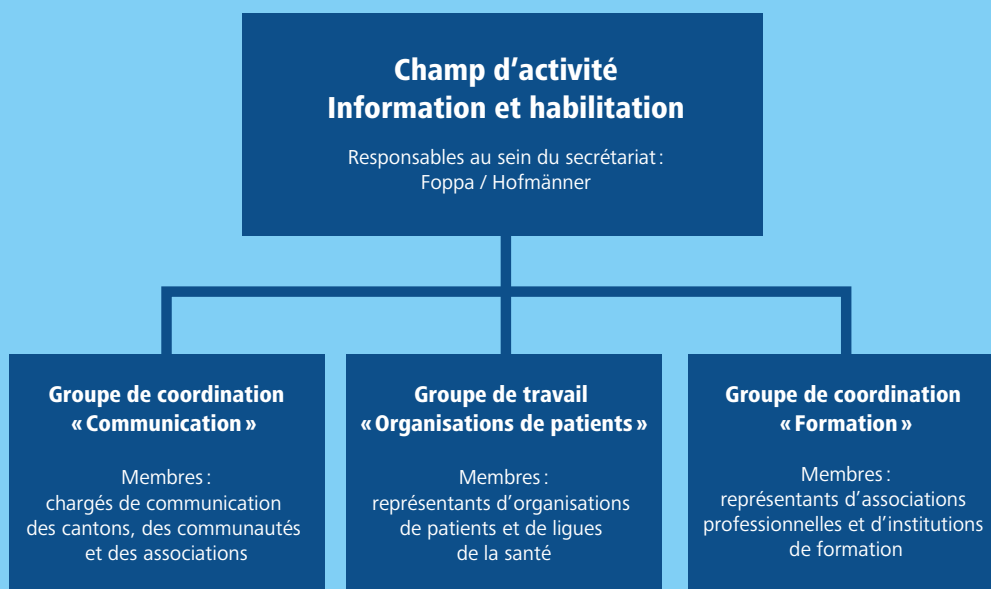 Champ d’activité
Information et habilitation
Responsables au sein du secrétariat :
Foppa / Hofmänner
Groupe de coordination
« Communication »
Membres :
chargés de communication
des cantons, des communautés
et des associations
Groupe de travail
« Organisations de patients »
Membres :
représentants d’organisations
de patients et de ligues
de la santé
Groupe de coordination
« Formation »
Membres :
représentants d’associations
professionnelles et d’institutions
de formation